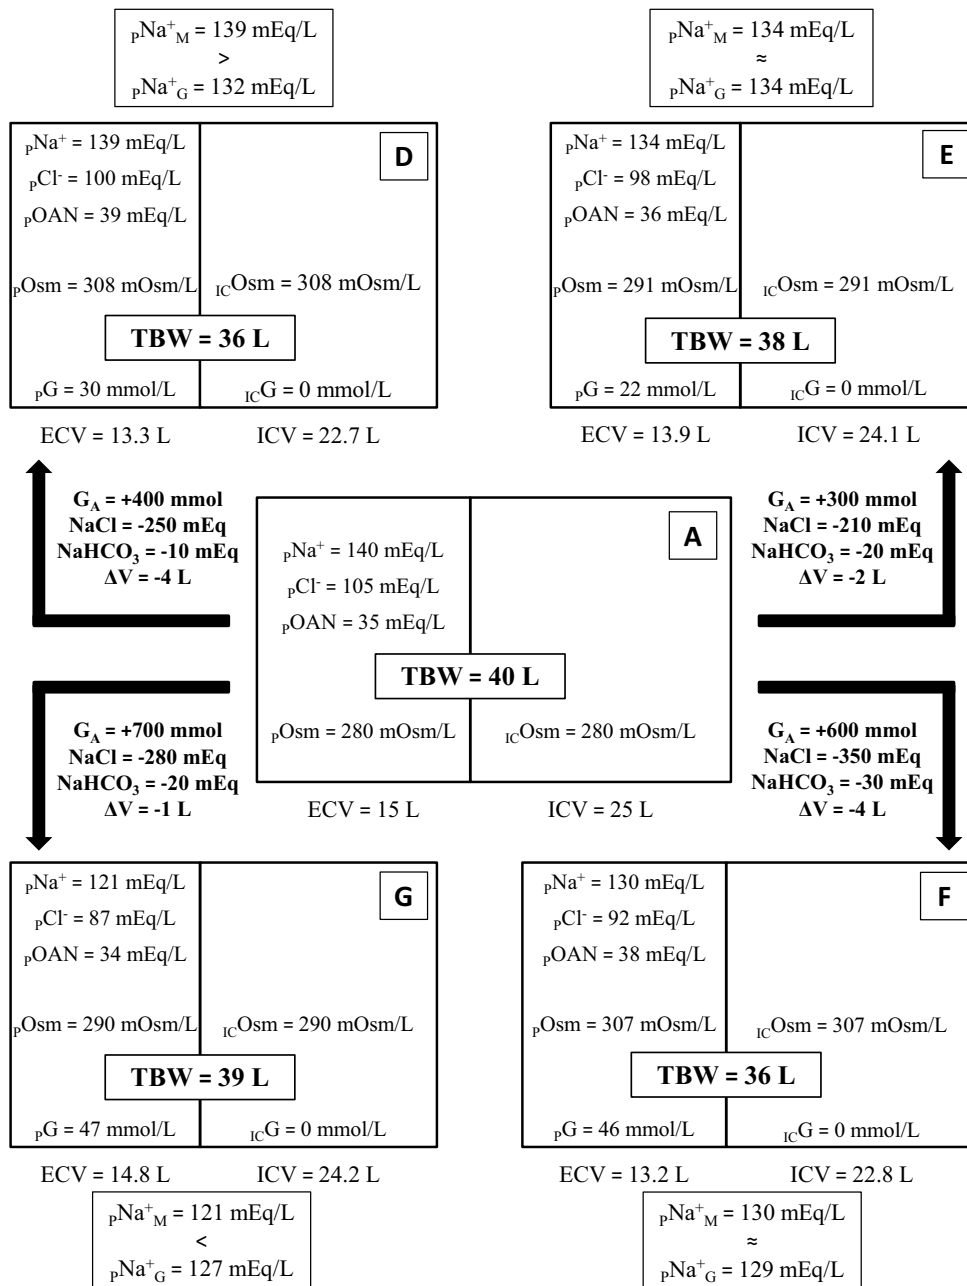 PNa+M = 139 mEq/L
>
PNa+G = 132 mEq/L
PNa+M = 134 mEq/L
≈
PNa+G = 134 mEq/L
D
PNa+ = 139 mEq/L
PCl- = 100 mEq/L
POAN = 39 mEq/L
POsm = 308 mOsm/L
ICOsm = 308 mOsm/L
TBW = 36 L
PG = 30 mmol/L
ICG = 0 mmol/L
ECV = 13.3 L
ICV = 22.7 L
E
PNa+ = 134 mEq/L
PCl- = 98 mEq/L
POAN = 36 mEq/L
POsm = 291 mOsm/L
ICOsm = 291 mOsm/L
TBW = 38 L
PG = 22 mmol/L
ICG = 0 mmol/L
ECV = 13.9 L
ICV = 24.1 L
GA = +400 mmol
NaCl = -250 mEq
NaHCO3 = -10 mEq
ΔV = -4 L
A
PNa+ = 140 mEq/L
PCl- = 105 mEq/L
POAN = 35 mEq/L
TBW = 40 L
POsm = 280 mOsm/L
ICOsm = 280 mOsm/L
ECV = 15 L
ICV = 25 L
GA = +300 mmol
NaCl = -210 mEq
NaHCO3 = -20 mEq
ΔV = -2 L
GA = +700 mmol
NaCl = -280 mEq
NaHCO3 = -20 mEq
ΔV = -1 L
GA = +600 mmol
NaCl = -350 mEq
NaHCO3 = -30 mEq
ΔV = -4 L
G
PNa+ = 121 mEq/L
PCl- = 87 mEq/L
POAN = 34 mEq/L
POsm = 290 mOsm/L
ICOsm = 290 mOsm/L
TBW = 39 L
PG = 47 mmol/L
ICG = 0 mmol/L
ECV = 14.8 L
ICV = 24.2 L
F
PNa+ = 130 mEq/L
PCl- = 92 mEq/L
POAN = 38 mEq/L
POsm = 307 mOsm/L
ICOsm = 307 mOsm/L
TBW = 36 L
PG = 46 mmol/L
ICG = 0 mmol/L
ECV = 13.2 L
ICV = 22.8 L
PNa+M = 121 mEq/L
<
PNa+G = 127 mEq/L
PNa+M = 130 mEq/L
≈
PNa+G = 129 mEq/L